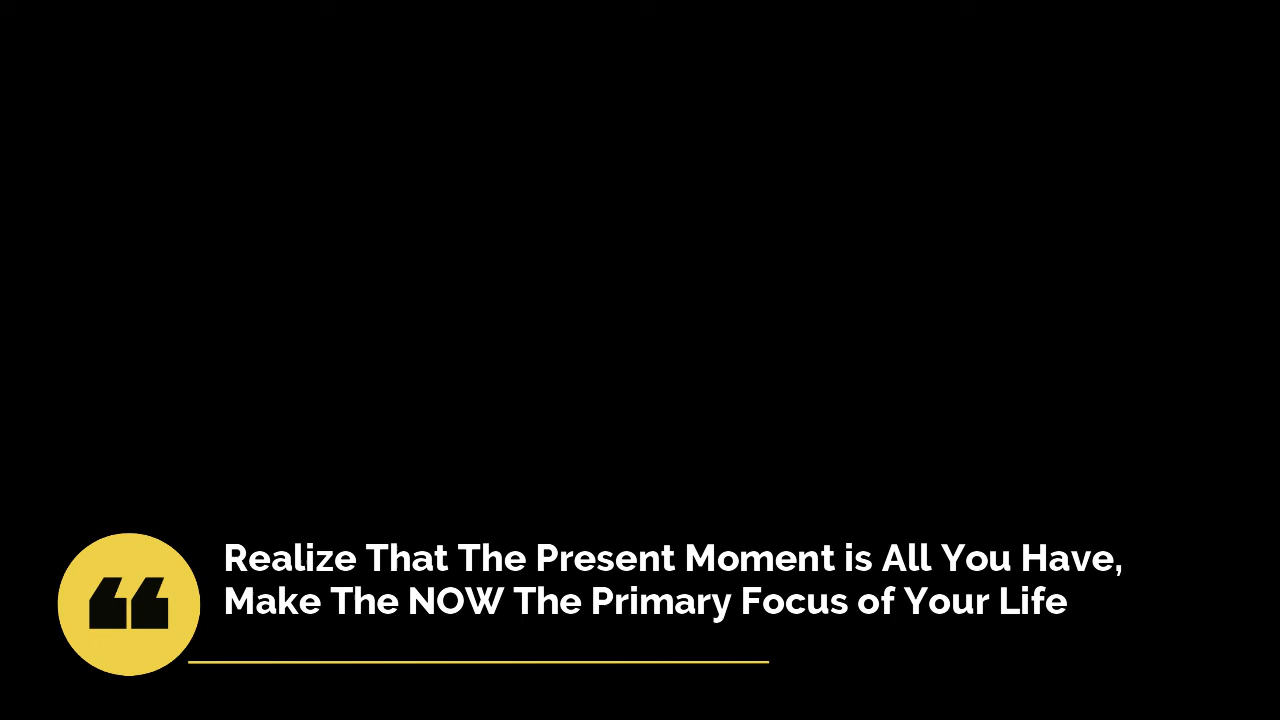 Realize That The Present Moment is All You Have,
Make The NOW The Primary Focus of Your Life